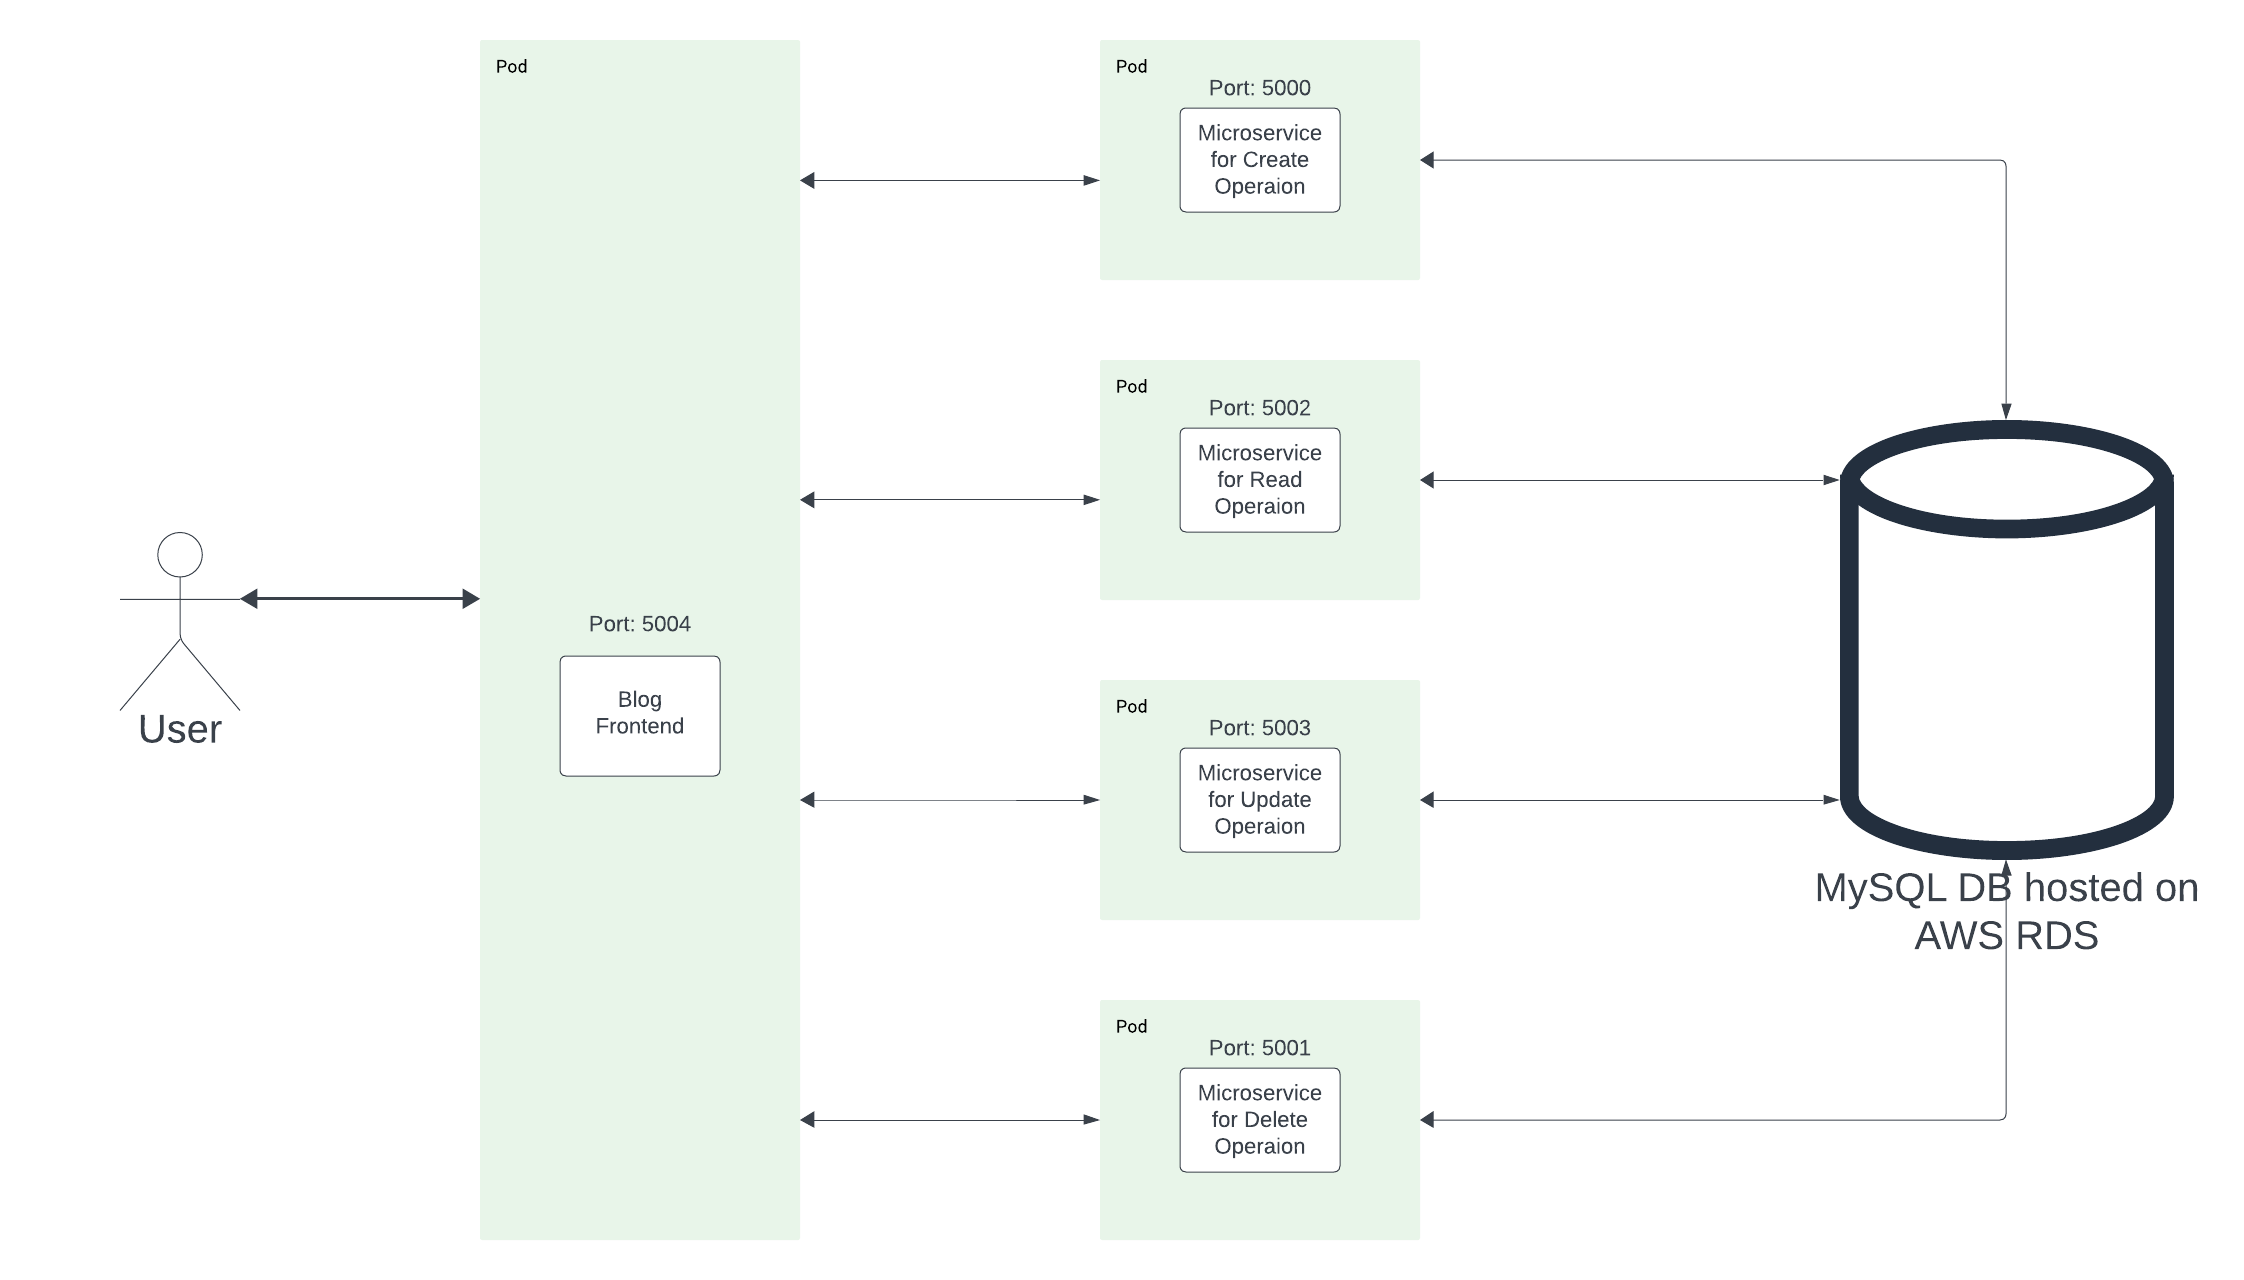 User
Pod
Port: 5004
Blog
Frontend
Pod
Port: 5000
Microservice
for Create
Operaion
Pod
Port: 5002
Microservice
for Read
Operaion
Pod
Port: 5003
Microservice
for Update
Operaion
Pod
Port: 5001
Microservice
for Delete
Operaion
MySQL DB hosted on
AWS RDS